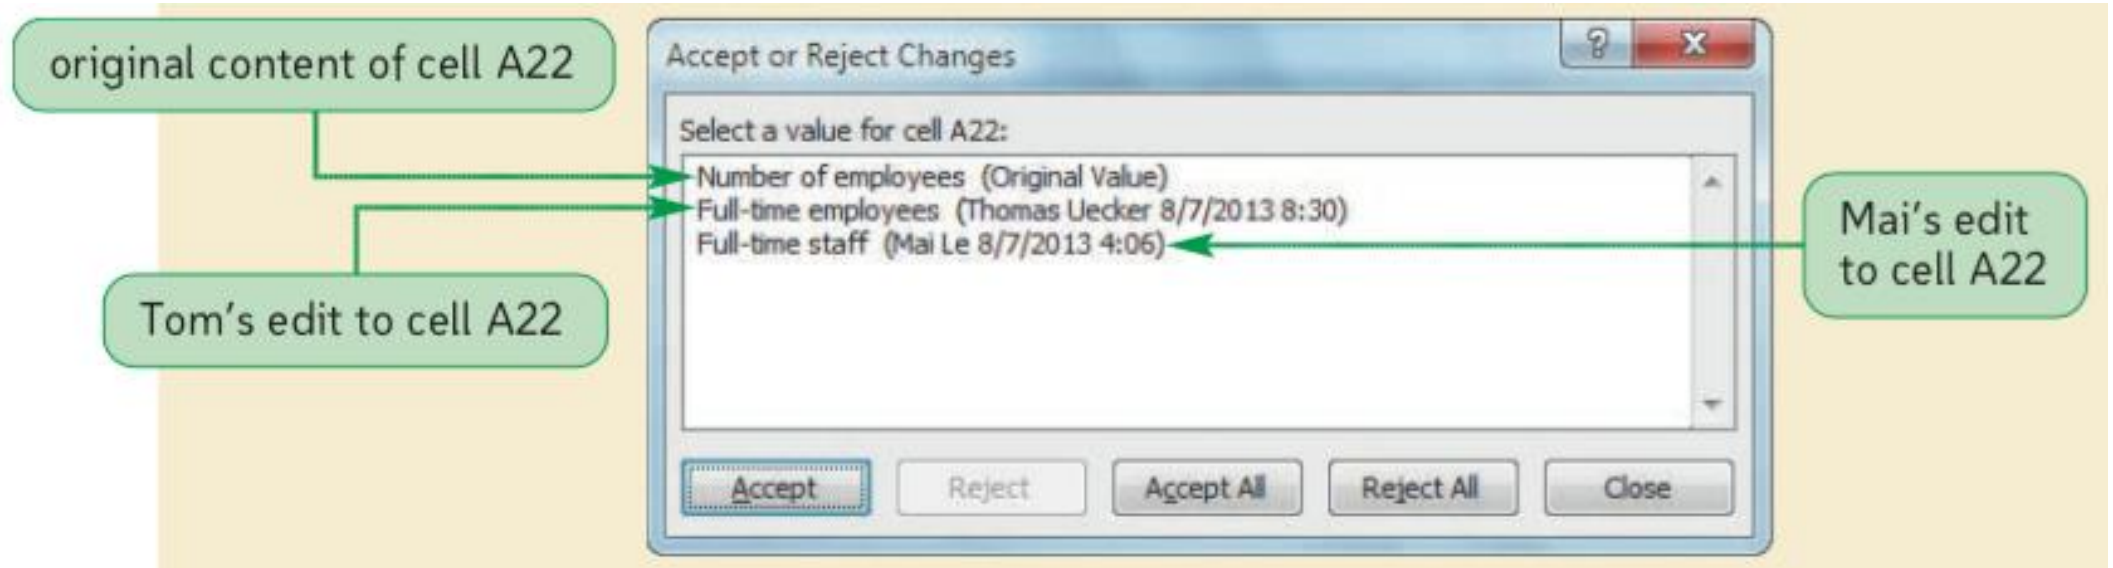 original content of cell A22
Accept or Reject Changes
?
X
Select a value for cell A22:
Number of employees (Original Value)
Full-time employees (Thomas Uecker 8/7/2013 8:30)
Full-time staff (Mai Le 8/7/2013 4:06)
Mai's edit
to cell A22
Tom's edit to cell A22
Accept
Reject
Accept All
Reject All
Close